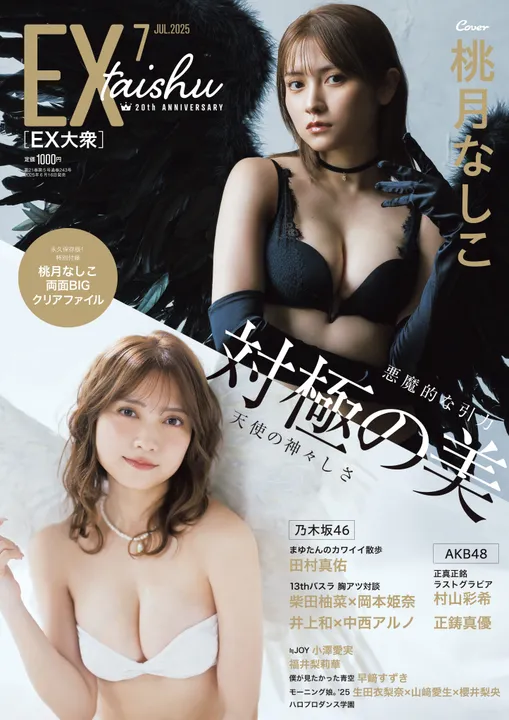 EX
taishu
7
JUL.2025
20th ANNIVERSARY
[EX大衆]
定価1000円
Cover
桃月なしこ
永久保存版!
特別付録
桃月なしこ
両面BIG
クリアファイル
対極の美
悪魔的な引力
天使の神々しさ
乃木坂46
まゆたんのカワイイ散歩
田村真佑
13thバスラ 胸アツ対談
柴田柚菜×岡本姫奈
井上和×中西アルノ
AKB48
正真正銘
ラストグラビア
村山彩希
正鋳真優
≒JOY 小澤愛実
福井梨莉華
僕が見たかった青空 早﨑すずき
モーニング娘。'25 生田衣梨奈×山﨑愛生×櫻井梨央
ハロプロダンス学園